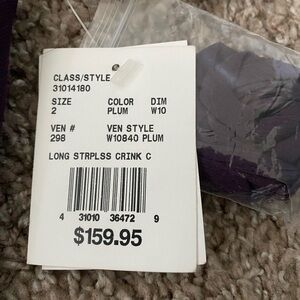 CLASS/STYLE
31014180
SIZE COLOR DIM
2 PLUM W10
VEN # VEN STYLE
298 W10840 PLUM
LONG STRPLSS CRINK C
4 31010 36472 9
$159.95